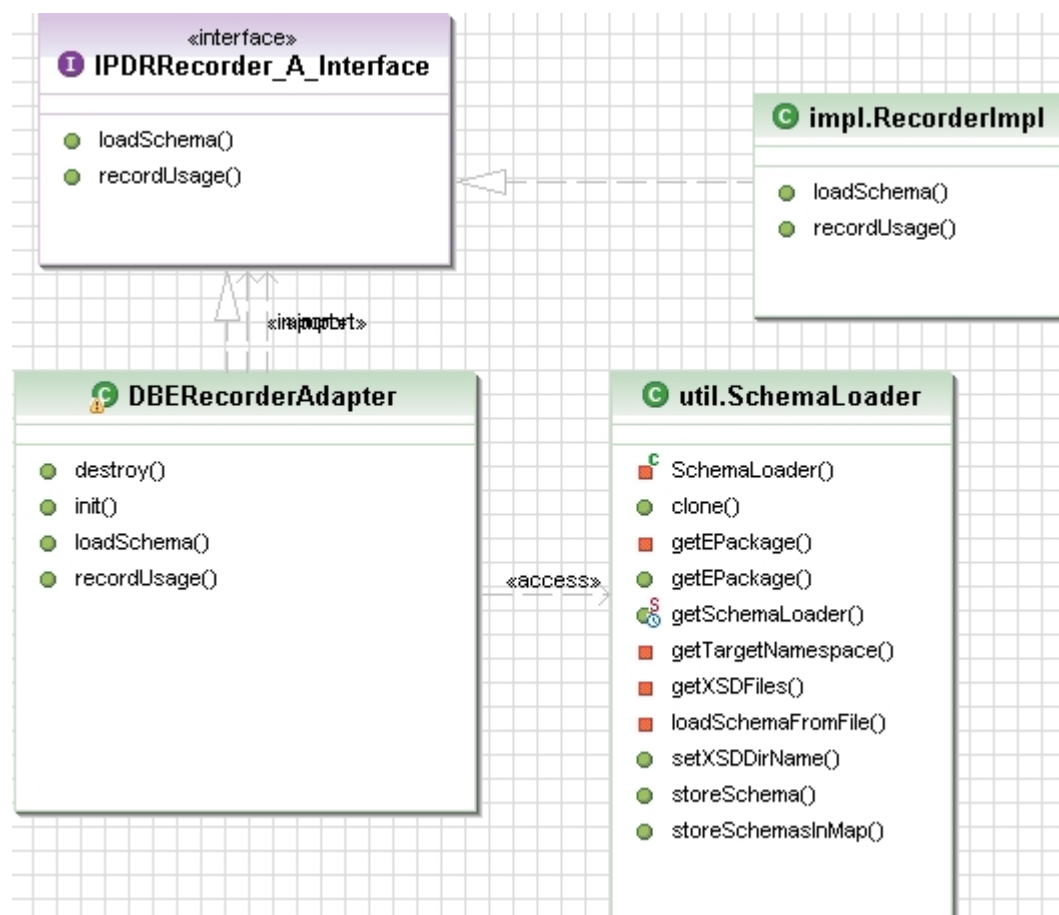 «interface»
IPDRRecorder_A_Interface
loadSchema()
recordUsage()
impl.RecorderImpl
loadSchema()
recordUsage()
DBERecorderAdapter
destroy()
init()
loadSchema()
recordUsage()
«access»
util.SchemaLoader
SchemaLoader()
clone()
getEPackage()
getEPackage()
getSchemaLoader()
getTargetNamespace()
getXSDFiles()
loadSchemaFromFile()
setXSDDirName()
storeSchema()
storeSchemasInMap()